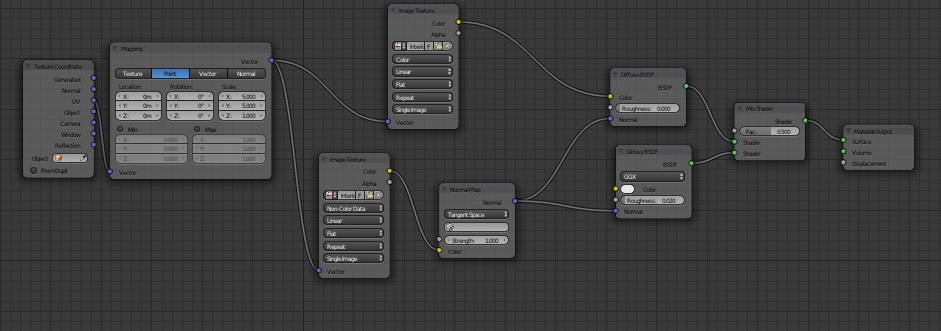 Texture Coordinate
Generated
Normal
UV
Object
Camera
Window
Reflection
Object:
From Dupli
Mapping
Vector
Texture Point Vector Normal
Location: Rotation: Scale:
X: 0m X: 0° X: 5.000
Y: 0m Y: 0° Y: 5.000
Z: 0m Z: 0° Z: 1.000
Min Max
X: 0.000 X: 1.000
Y: 0.000 Y: 1.000
Z: 0.000 Z: 1.000
Vector
Image Texture
Color
Alpha
F
Color
Linear
Flat
Repeat
Single Image
Vector
Image Texture
Color
Alpha
F
Non-Color Data
Linear
Flat
Repeat
Single Image
Vector
Normal Map
Normal
Tangent Space
Strength: 1.000
Color
Diffuse BSDF
BSDF
Color
Roughness: 0.000
Normal
Glossy BSDF
BSDF
GGX
Color
Roughness: 0.020
Normal
Mix Shader
Shader
Fac: 0.500
Shader
Shader
Material Output
Surface
Volume
Displacement